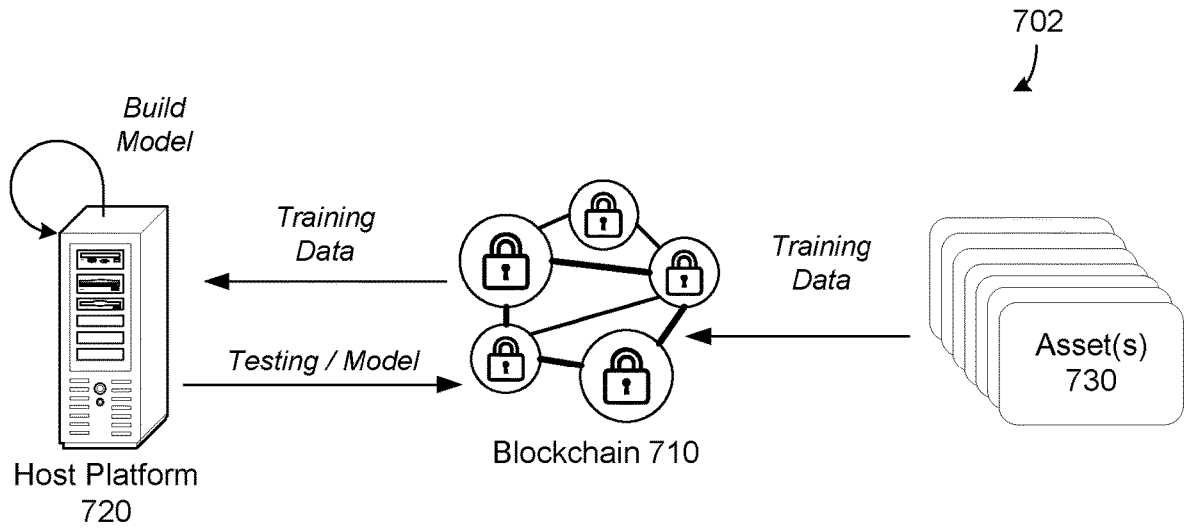 702
Build
Model
Training
Data
Training
Data
Testing / Model
Asset(s)
730
Blockchain 710
Host Platform
720